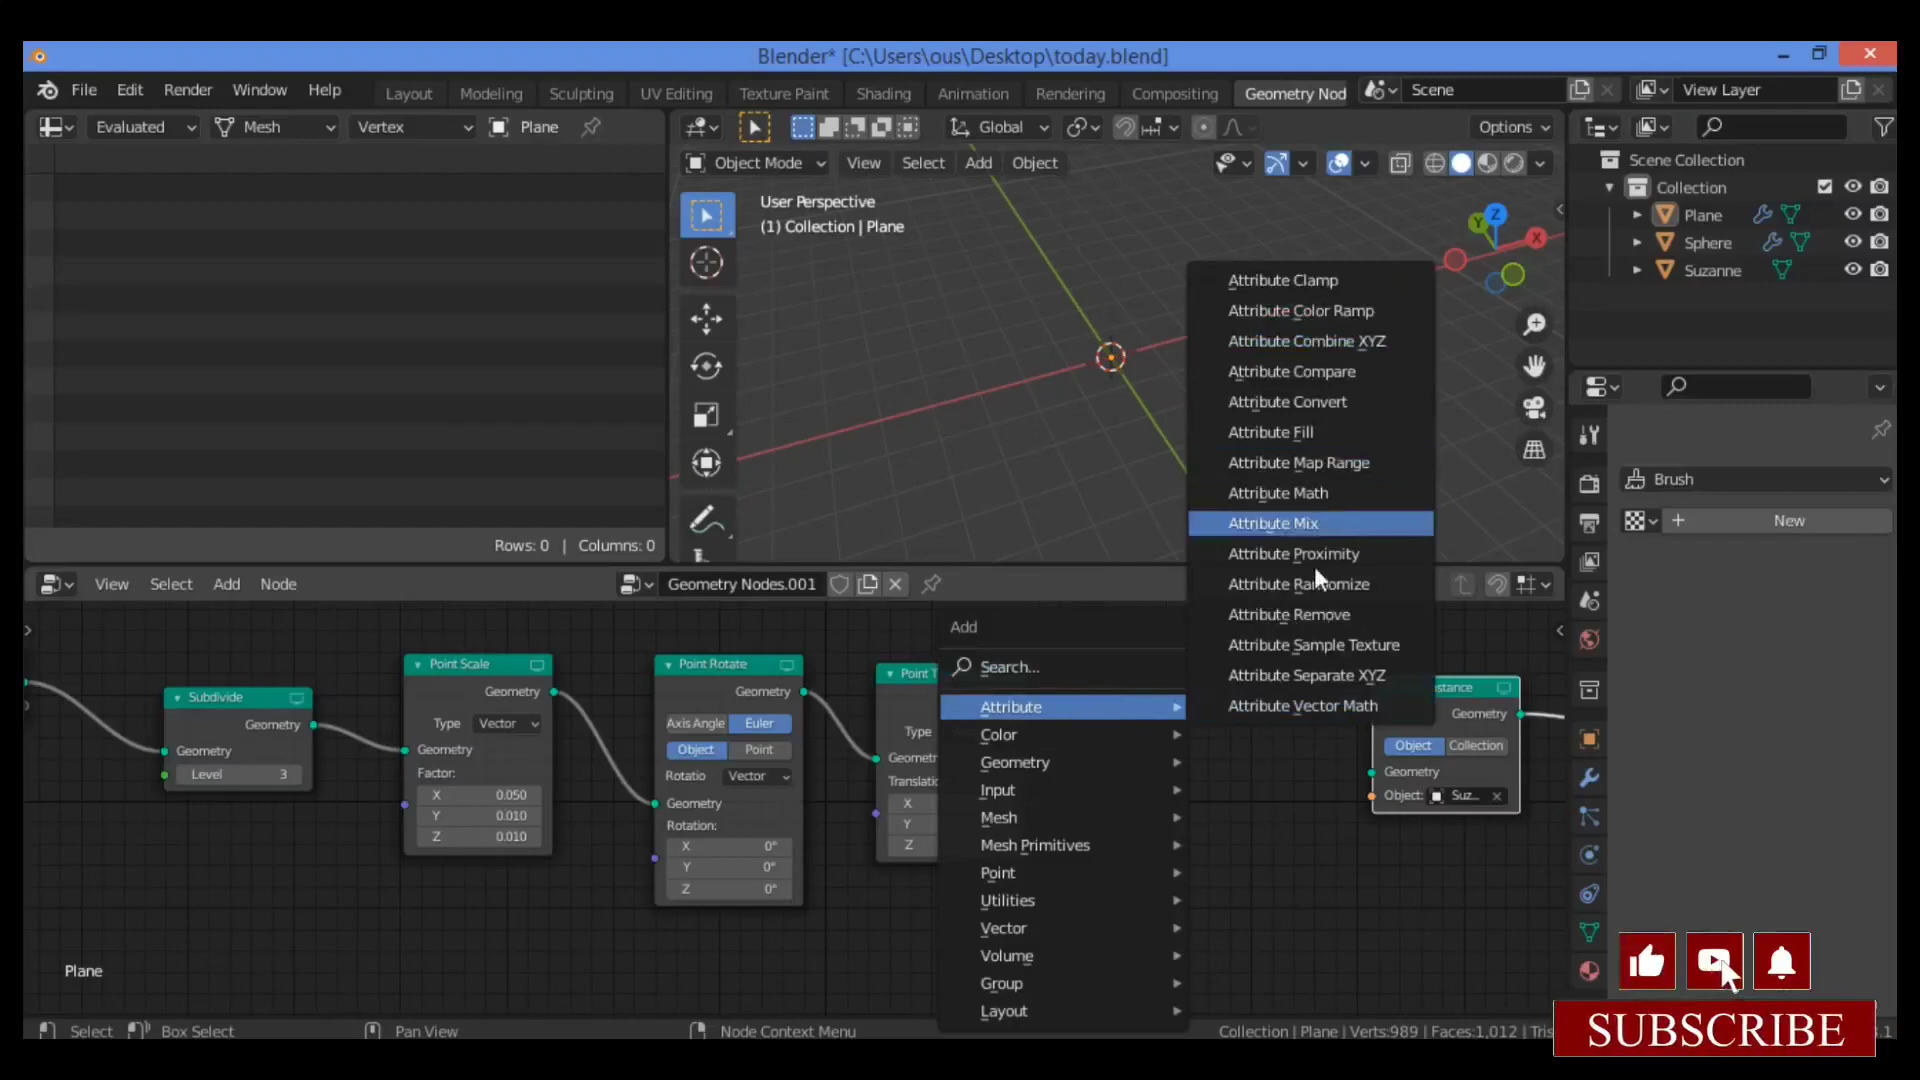 Blender* [C:\Users\ous\Desktop\today.blend]
File Edit Render Window Help Layout Modeling Sculpting UV Editing Texture Paint Shading Animation Rendering Compositing Geometry Nod Scene View Layer
Evaluated Mesh Vertex Plane
Global Options
Object Mode View Select Add Object
User Perspective
(1) Collection | Plane
Z
Y
X
Scene Collection
Collection
Plane
Sphere
Suzanne
Attribute Clamp
Attribute Color Ramp
Attribute Combine XYZ
Attribute Compare
Attribute Convert
Attribute Fill
Attribute Map Range
Attribute Math
Attribute Mix
Attribute Proximity
Attribute Randomize
Attribute Remove
Attribute Sample Texture
Attribute Separate XYZ
Attribute Vector Math
Brush
New
Rows: 0 | Columns: 0
View Select Add Node Geometry Nodes.001
Subdivide
Geometry
Geometry
Level 3
Point Scale
Geometry
Type Vector
Geometry
Factor:
X 0.050
Y 0.010
Z 0.010
Point Rotate
Geometry
Axis Angle Euler
Object Point
Rotatio Vector
Geometry
Rotation:
X 0°
Y 0°
Z 0°
Point T
Type
Geometr
Translatio
X
Y
Z
Add
Search...
Attribute
Color
Geometry
Input
Mesh
Mesh Primitives
Point
Utilities
Vector
Volume
Group
Layout
stance
Geometry
Object Collection
Geometry
Object: Suz...
Plane
Select Box Select Pan View Node Context Menu Collection | Plane | Verts:989 | Faces:1,012 | Tris
SUBSCRIBE